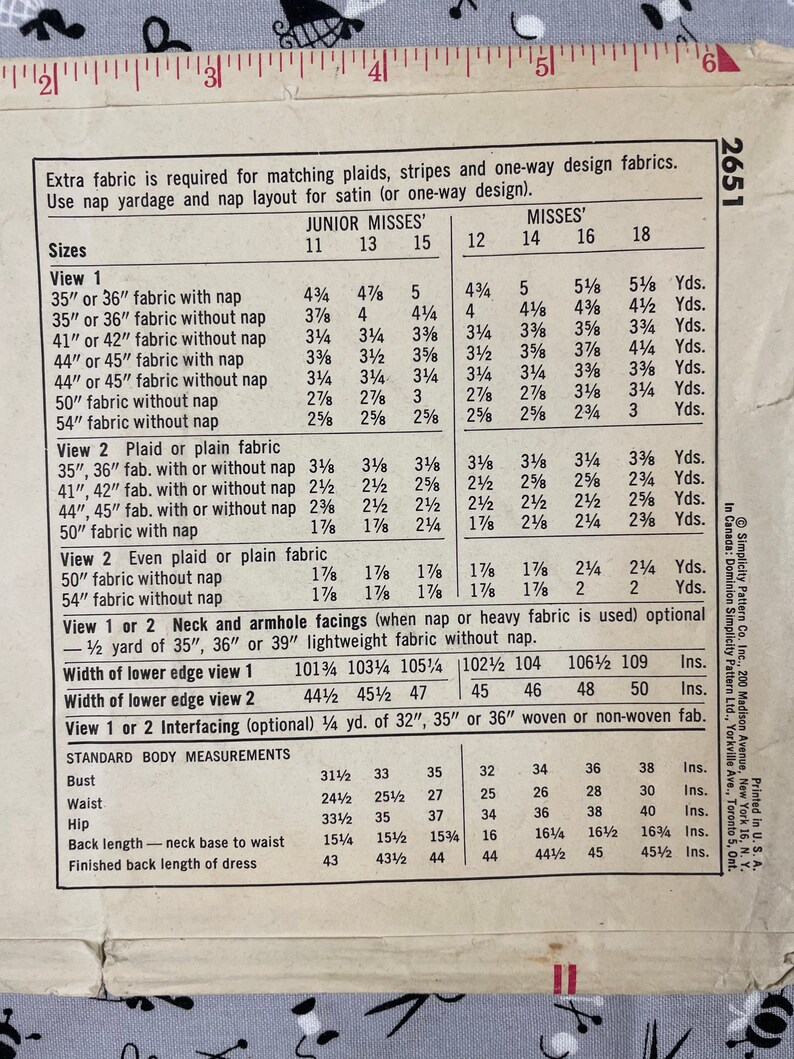 2 3 4 5 6
2651
Extra fabric is required for matching plaids, stripes and one-way design fabrics.
Use nap yardage and nap layout for satin (or one-way design).
JUNIOR MISSES' MISSES'
Sizes 11 13 15 12 14 16 18
View 1
35" or 36" fabric with nap 4¾ 4⅞ 5 4¾ 5 5⅛ 5⅛ Yds.
35" or 36" fabric without nap 3⅞ 4 4¼ 4 4⅛ 4⅜ 4½ Yds.
41" or 42" fabric without nap 3¼ 3¼ 3⅜ 3¼ 3⅜ 3⅝ 3¾ Yds.
44" or 45" fabric with nap 3⅜ 3½ 3⅝ 3½ 3⅝ 3⅞ 4¼ Yds.
44" or 45" fabric without nap 3¼ 3¼ 3¼ 3¼ 3¼ 3⅜ 3⅜ Yds.
50" fabric without nap 2⅞ 2⅞ 3 2⅞ 2⅞ 3⅛ 3¼ Yds.
54" fabric without nap 2⅝ 2⅝ 2⅝ 2⅝ 2⅝ 2¾ 3 Yds.
View 2 Plaid or plain fabric
35", 36" fab. with or without nap 3⅛ 3⅛ 3⅛ 3⅛ 3⅛ 3¼ 3⅜ Yds.
41", 42" fab. with or without nap 2½ 2½ 2⅝ 2½ 2⅝ 2⅝ 2¾ Yds.
44", 45" fab. with or without nap 2⅜ 2½ 2½ 2½ 2½ 2½ 2⅝ Yds.
50" fabric with nap 1⅞ 1⅞ 2¼ 1⅞ 2⅛ 2¼ 2⅜ Yds.
View 2 Even plaid or plain fabric
50" fabric without nap 1⅞ 1⅞ 1⅞ 1⅞ 1⅞ 2¼ 2¼ Yds.
54" fabric without nap 1⅞ 1⅞ 1⅞ 1⅞ 1⅞ 2 2 Yds.
View 1 or 2 Neck and armhole facings (when nap or heavy fabric is used) optional
— ½ yard of 35", 36" or 39" lightweight fabric without nap.
Width of lower edge view 1 101¾ 103¼ 105¼ 102½ 104 106½ 109 Ins.
Width of lower edge view 2 44½ 45½ 47 45 46 48 50 Ins.
View 1 or 2 Interfacing (optional) ¼ yd. of 32", 35" or 36" woven or non-woven fab.
STANDARD BODY MEASUREMENTS
Bust 31½ 33 35 32 34 36 38 Ins.
Waist 24½ 25½ 27 25 26 28 30 Ins.
Hip 33½ 35 37 34 36 38 40 Ins.
Back length — neck base to waist 15¼ 15½ 15¾ 16 16¼ 16½ 16¾ Ins.
Finished back length of dress 43 43½ 44 44 44½ 45 45½ Ins.
Printed in U. S. A.
© Simplicity Pattern Co. Inc., 200 Madison Avenue, New York 16, N. Y.
In Canada: Dominion Simplicity Pattern Ltd., Yorkville Ave., Toronto 5, Ont.